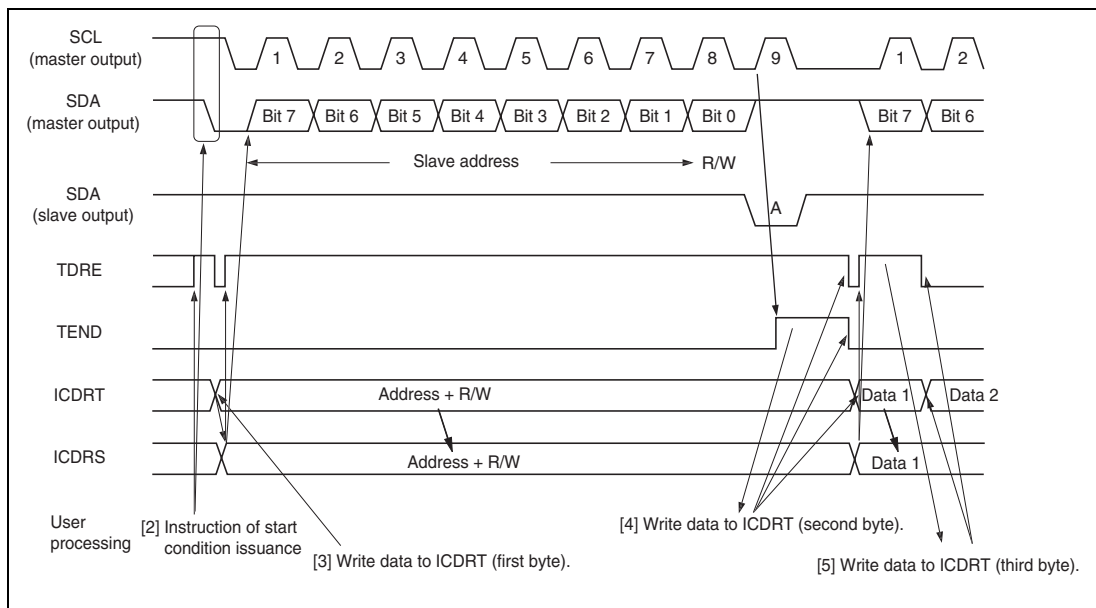 SCL
(master output)
1 2 3 4 5 6 7 8 9 1 2
SDA
(master output)
Bit 7 Bit 6 Bit 5 Bit 4 Bit 3 Bit 2 Bit 1 Bit 0 Bit 7 Bit 6
Slave address R/W
SDA
(slave output)
A
TDRE
TEND
ICDRT
Address + R/W Data 1 Data 2
ICDRS
Address + R/W Data 1
User
processing
[2] Instruction of start
condition issuance
[3] Write data to ICDRT (first byte).
[4] Write data to ICDRT (second byte).
[5] Write data to ICDRT (third byte).